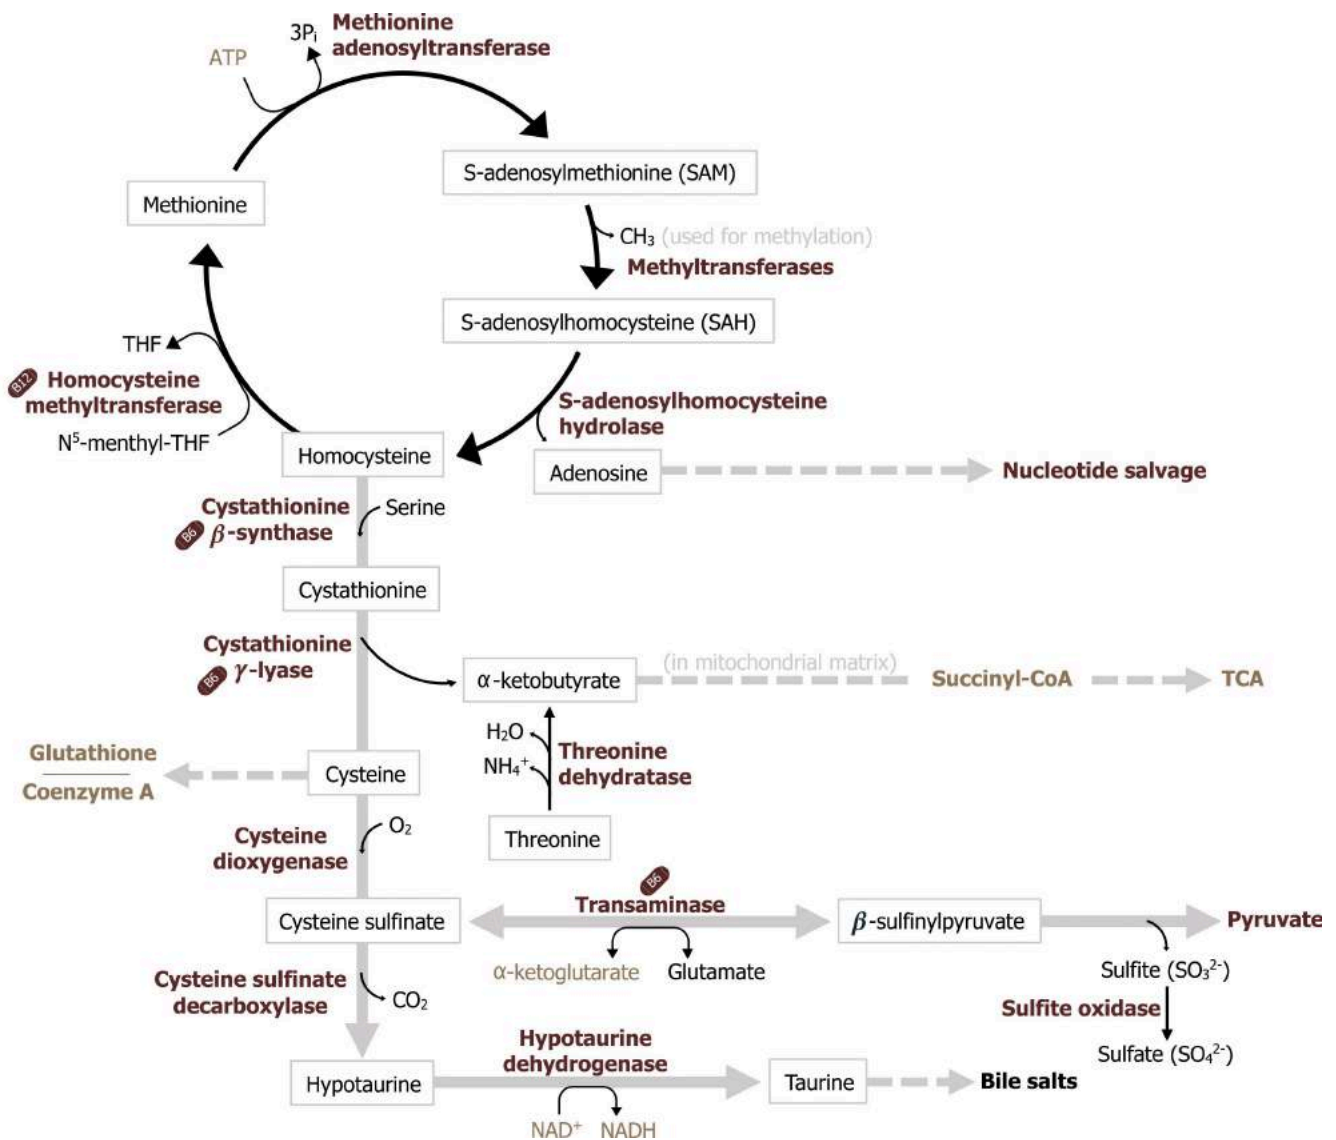 Methionine
adenosyltransferase
3Pi
ATP
S-adenosylmethionine (SAM)
Methionine
CH₃ (used for methylation)
Methyltransferases
S-adenosylhomocysteine (SAH)
THF
B12
Homocysteine
methyltransferase
N⁵-menthyl-THF
S-adenosylhomocysteine
hydrolase
Homocysteine
Adenosine
Nucleotide salvage
Cystathionine
β-synthase
B6
Serine
Cystathionine
Cystathionine
γ-lyase
B6
α-ketobutyrate
(in mitochondrial matrix)
Succinyl-CoA
TCA
H₂O
NH₄⁺
Threonine
dehydratase
Glutathione
Coenzyme A
Cysteine
Threonine
Cysteine
dioxygenase
O₂
B6
Transaminase
Cysteine sulfinate
β-sulfinylpyruvate
Pyruvate
α-ketoglutarate
Glutamate
Sulfite (SO₃²⁻)
Cysteine sulfinate
decarboxylase
CO₂
Sulfite oxidase
Sulfate (SO₄²⁻)
Hypotaurine
dehydrogenase
Hypotaurine
Taurine
Bile salts
NAD⁺
NADH